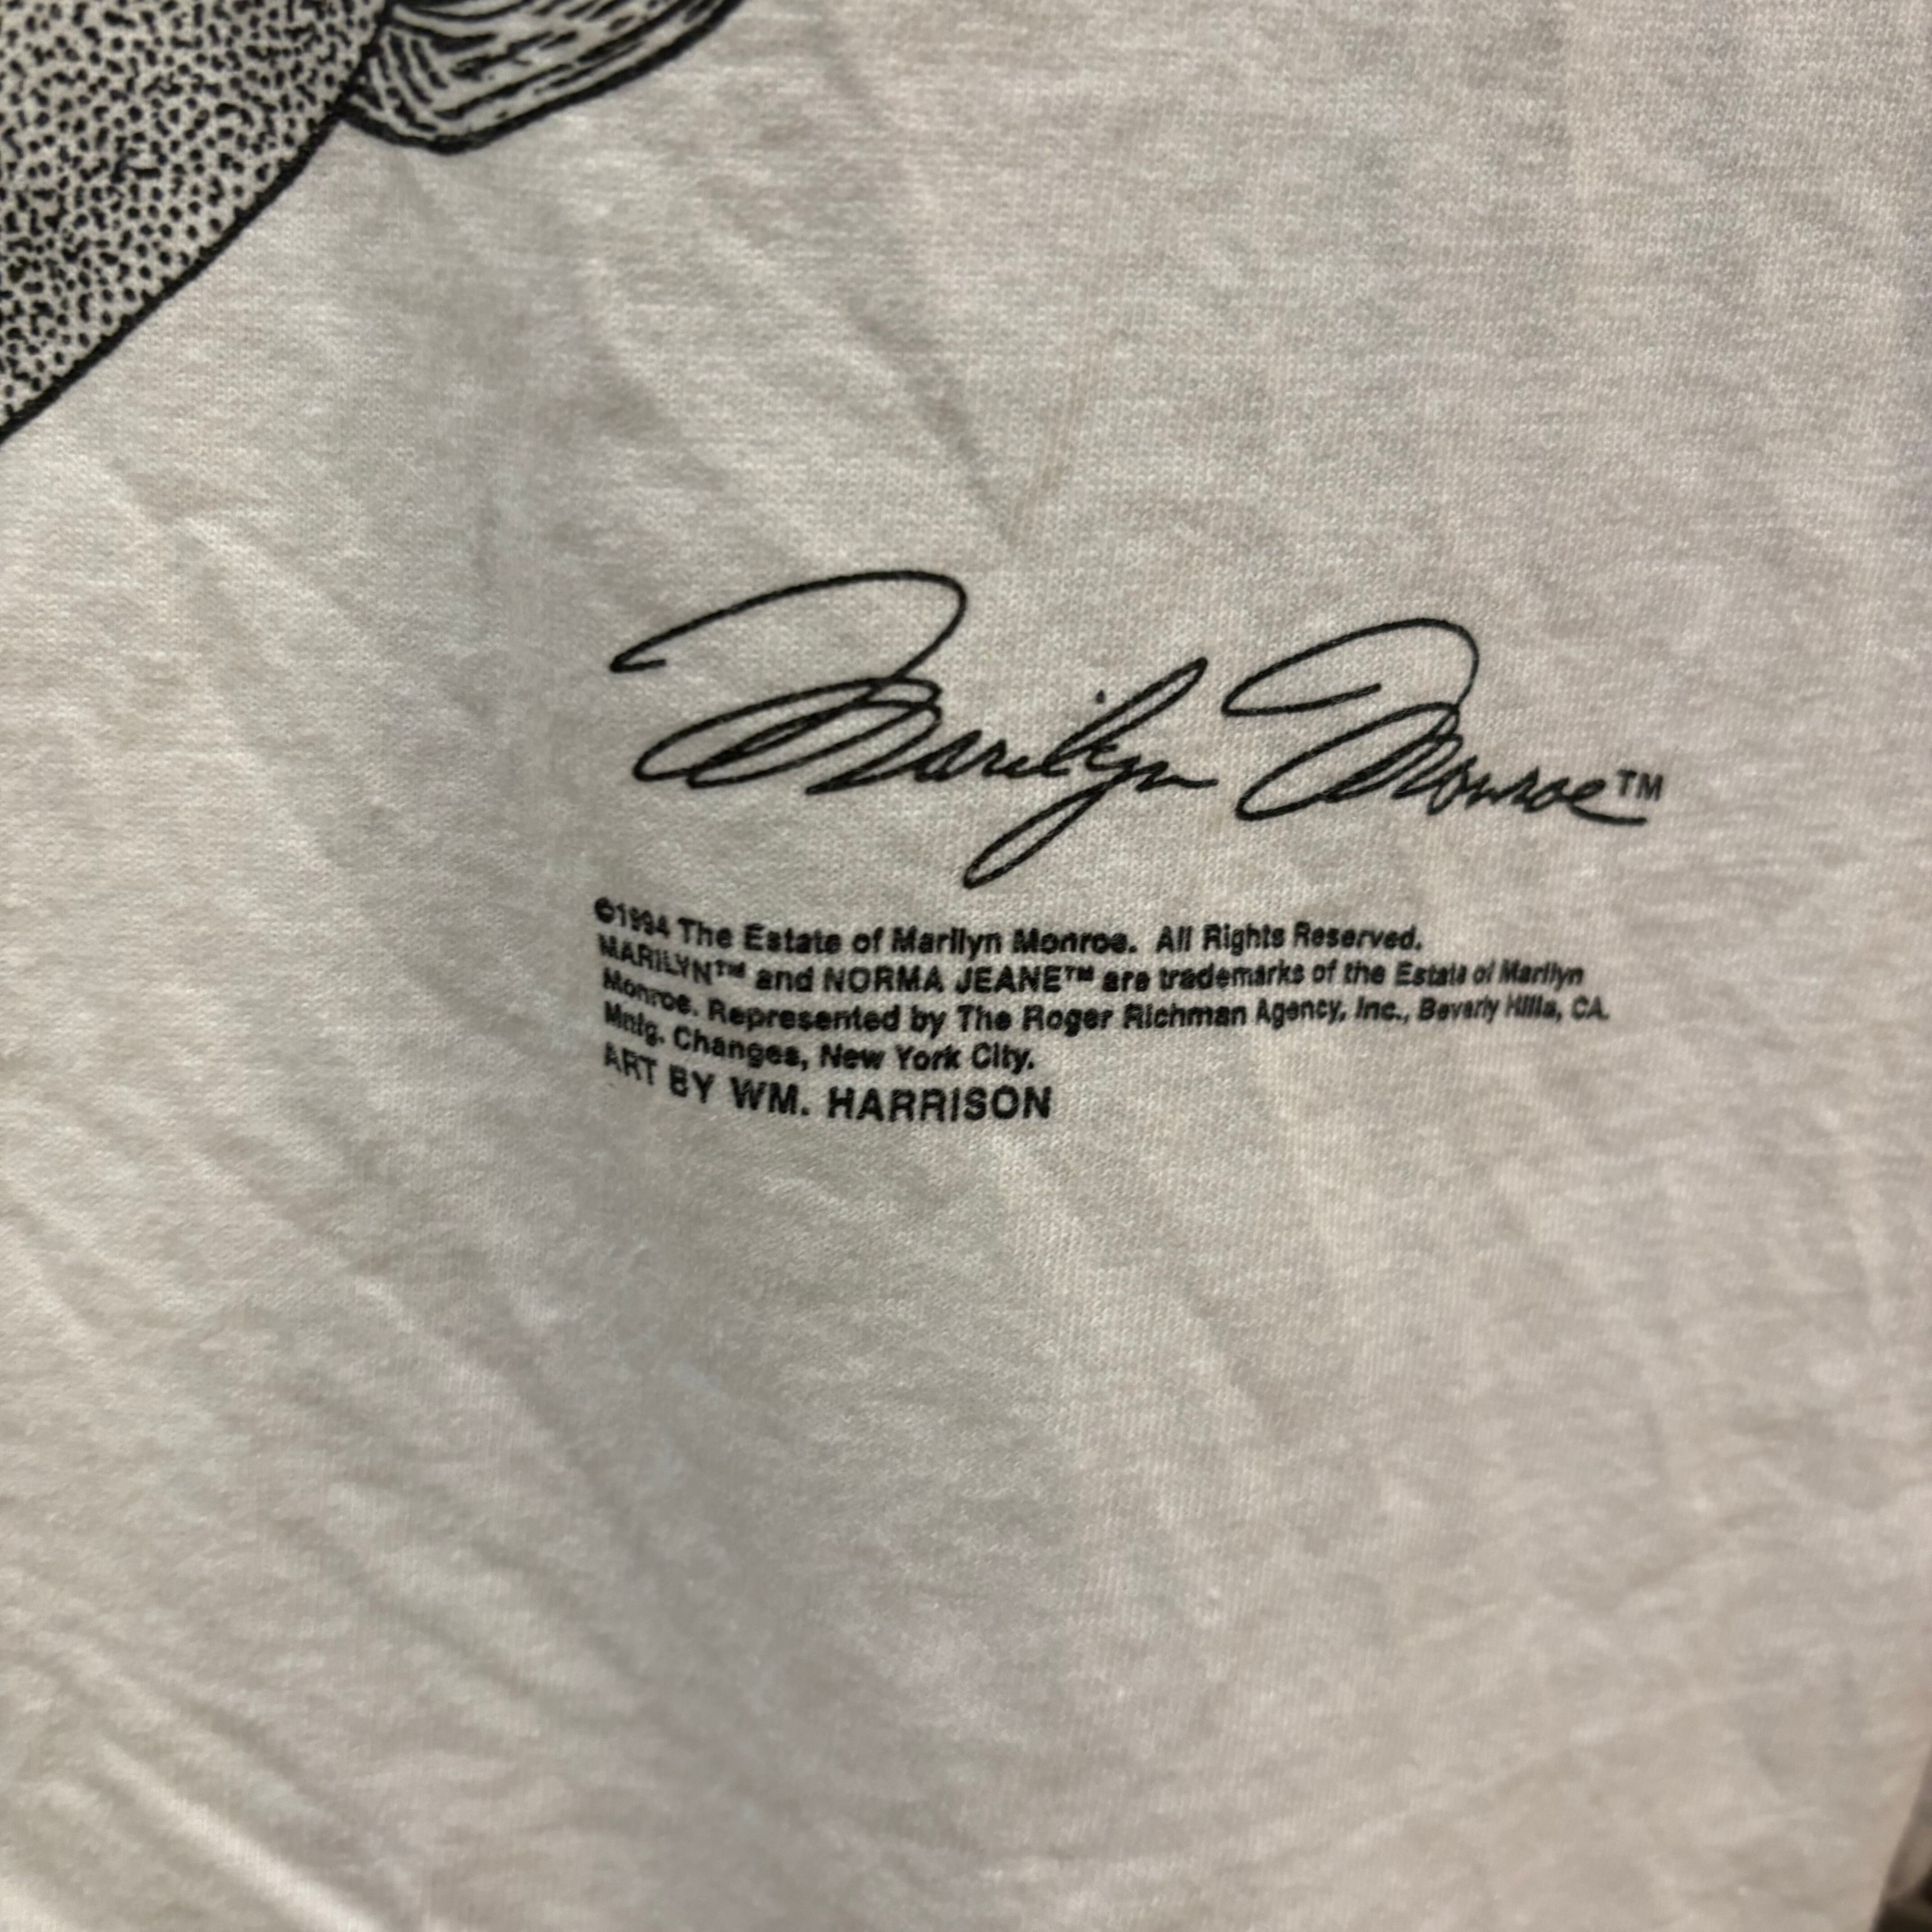 Marilyn Monroe™
©1994 The Estate of Marilyn Monroe. All Rights Reserved.
MARILYN™ and NORMA JEANE™ are trademarks of the Estate of Marilyn
Monroe. Represented by The Roger Richman Agency, Inc., Beverly Hills, CA.
Mnfg. Changes, New York City.
ART BY WM. HARRISON